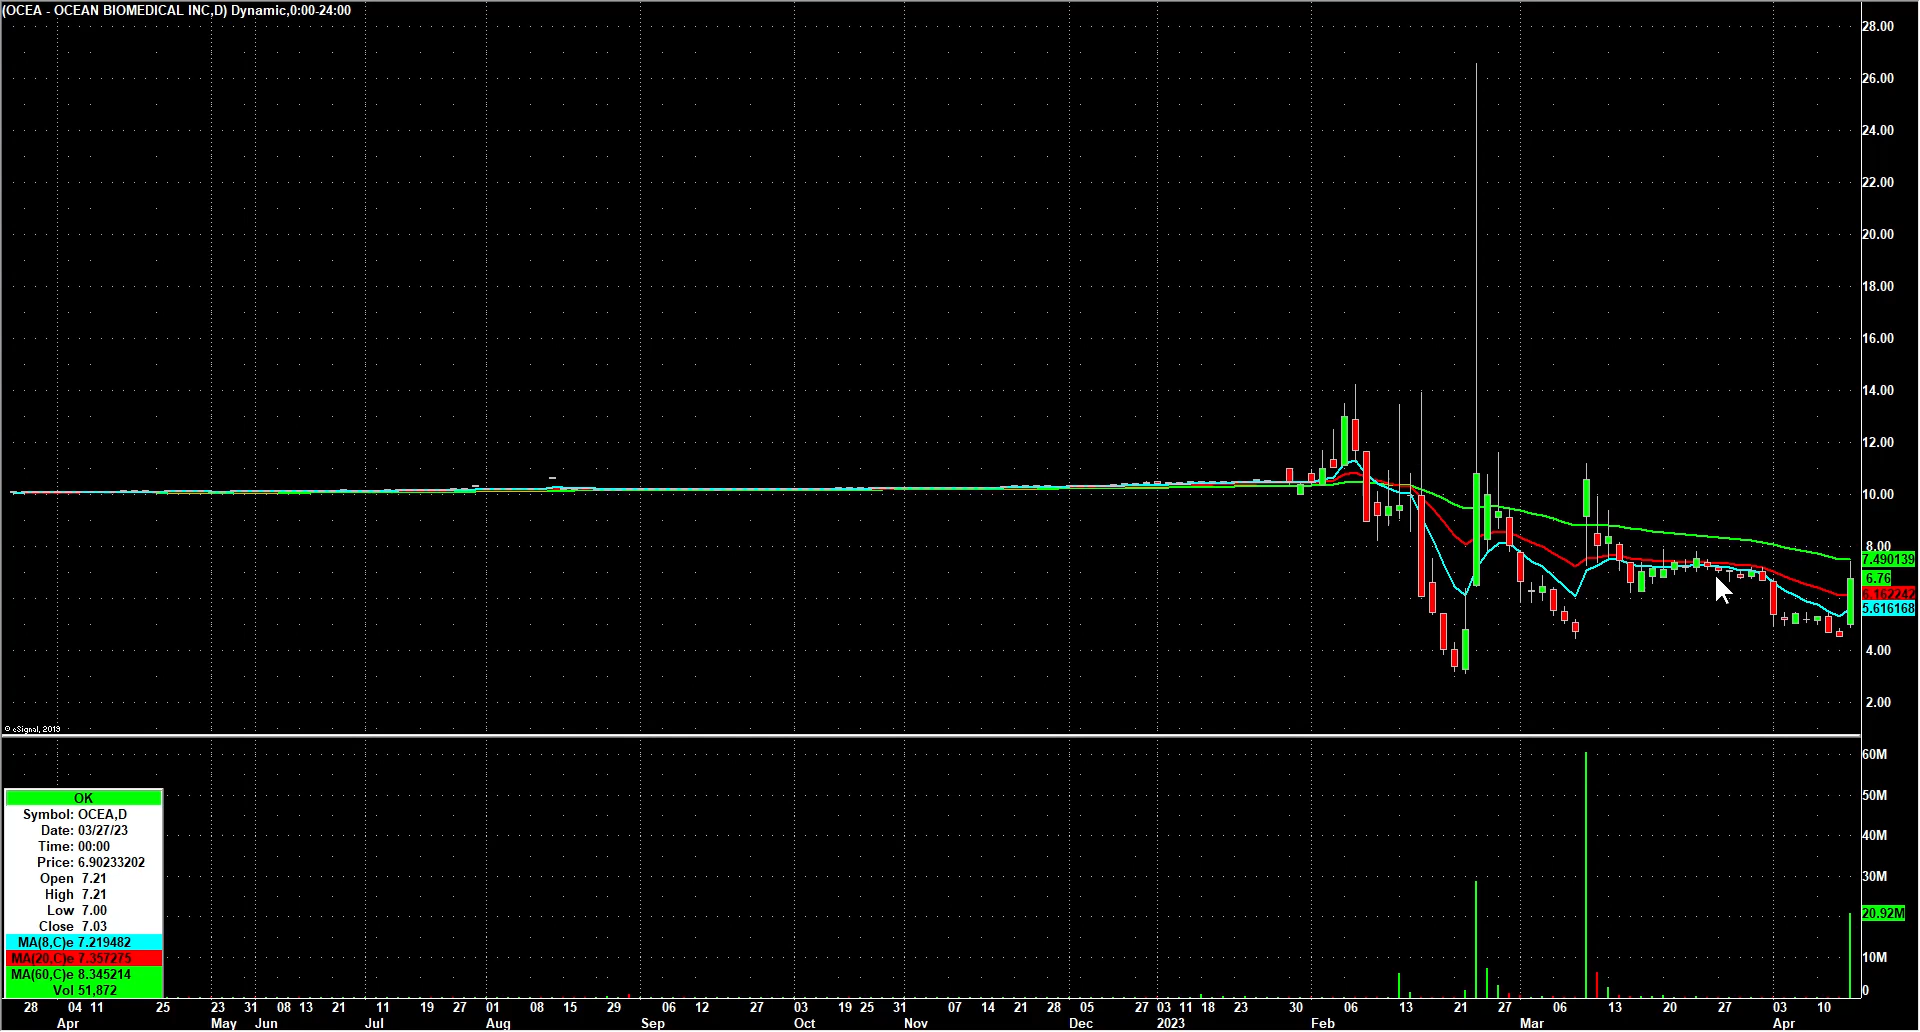 (OCEA - OCEAN BIOMEDICAL INC,D) Dynamic,0:00-24:00
28.00
26.00
24.00
22.00
20.00
18.00
16.00
14.00
12.00
10.00
8.00
7.490139
6.76
6.162242
5.616168
4.00
2.00
© eSignal, 2019
60M
50M
40M
30M
20.92M
10M
0
OK
Symbol: OCEA,D
Date: 03/27/23
Time: 00:00
Price: 6.90233202
Open 7.21
High 7.21
Low 7.00
Close 7.03
MA(8,C)e 7.219482
MA(20,C)e 7.357275
MA(60,C)e 8.345214
Vol 51,872
28 04 11 25 23 31 08 13 21 11 19 27 01 08 15 29 06 12 27 03 19 25 31 07 14 21 28 05 27 03 11 18 23 30 06 13 21 27 06 13 20 27 03 10
Apr May Jun Jul Aug Sep Oct Nov Dec 2023 Feb Mar Apr